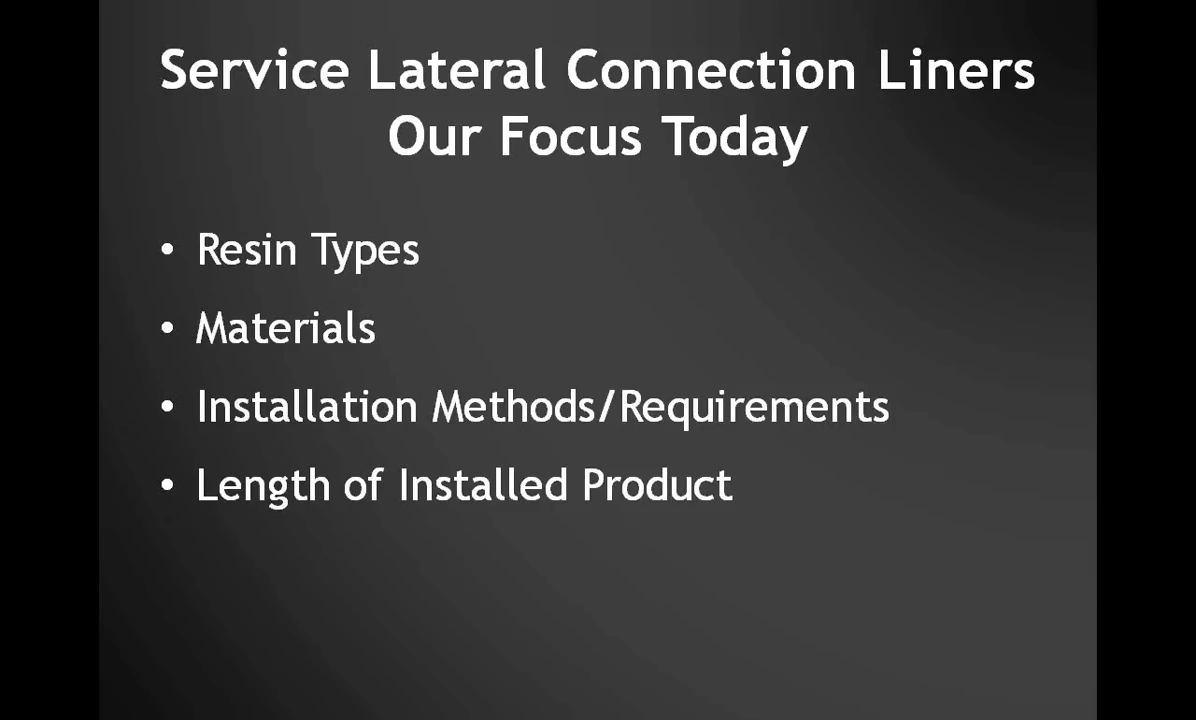 Service Lateral Connection Liners
Our Focus Today
• Resin Types
• Materials
• Installation Methods/Requirements
• Length of Installed Product